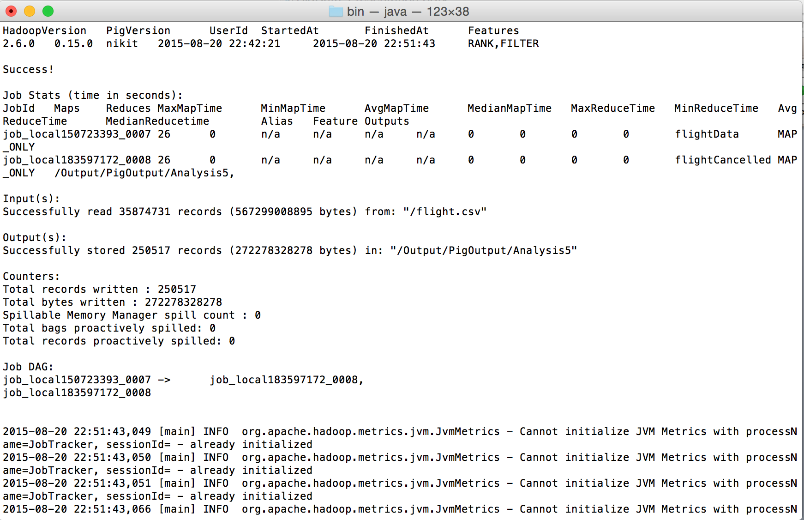 bin — java — 123×38
HadoopVersion PigVersion UserId StartedAt FinishedAt Features
2.6.0 0.15.0 nikit 2015-08-20 22:42:21 2015-08-20 22:51:43 RANK,FILTER
Success!
Job Stats (time in seconds):
JobId Maps Reduces MaxMapTime MinMapTime AvgMapTime MedianMapTime MaxReduceTime MinReduceTime Avg
ReduceTime MedianReducetime Alias Feature Outputs
job_local150723393_0007 26 0 n/a n/a n/a n/a 0 0 0 0 flightData MAP
_ONLY
job_local183597172_0008 26 0 n/a n/a n/a n/a 0 0 0 0 flightCancelled MAP
_ONLY /Output/PigOutput/Analysis5,
Input(s):
Successfully read 35874731 records (567299008895 bytes) from: "/flight.csv"
Output(s):
Successfully stored 250517 records (272278328278 bytes) in: "/Output/PigOutput/Analysis5"
Counters:
Total records written : 250517
Total bytes written : 272278328278
Spillable Memory Manager spill count : 0
Total bags proactively spilled: 0
Total records proactively spilled: 0
Job DAG:
job_local150723393_0007 -> job_local183597172_0008,
job_local183597172_0008
2015-08-20 22:51:43,049 [main] INFO org.apache.hadoop.metrics.jvm.JvmMetrics - Cannot initialize JVM Metrics with processN
ame=JobTracker, sessionId= - already initialized
2015-08-20 22:51:43,050 [main] INFO org.apache.hadoop.metrics.jvm.JvmMetrics - Cannot initialize JVM Metrics with processN
ame=JobTracker, sessionId= - already initialized
2015-08-20 22:51:43,051 [main] INFO org.apache.hadoop.metrics.jvm.JvmMetrics - Cannot initialize JVM Metrics with processN
ame=JobTracker, sessionId= - already initialized
2015-08-20 22:51:43,066 [main] INFO org.apache.hadoop.metrics.jvm.JvmMetrics - Cannot initialize JVM Metrics with processN